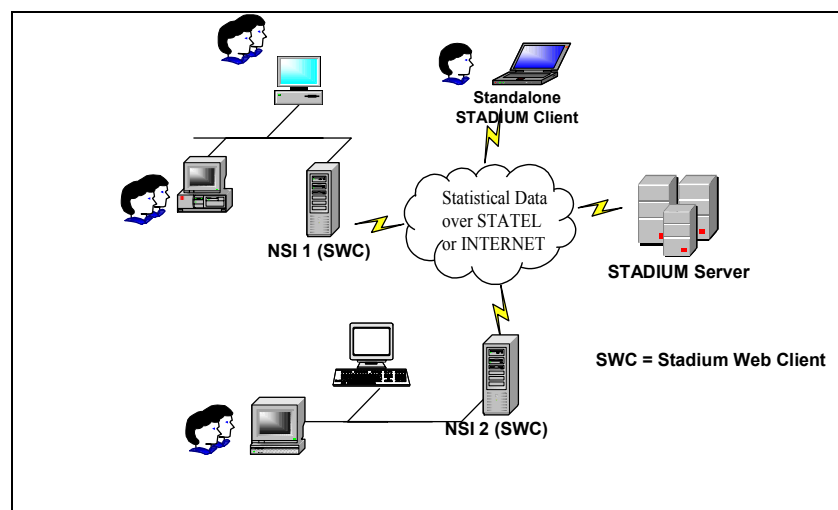 Standalone
STADIUM Client
Statistical Data
over STATEL
or INTERNET
NSI 1 (SWC)
STADIUM Server
SWC = Stadium Web Client
NSI 2 (SWC)